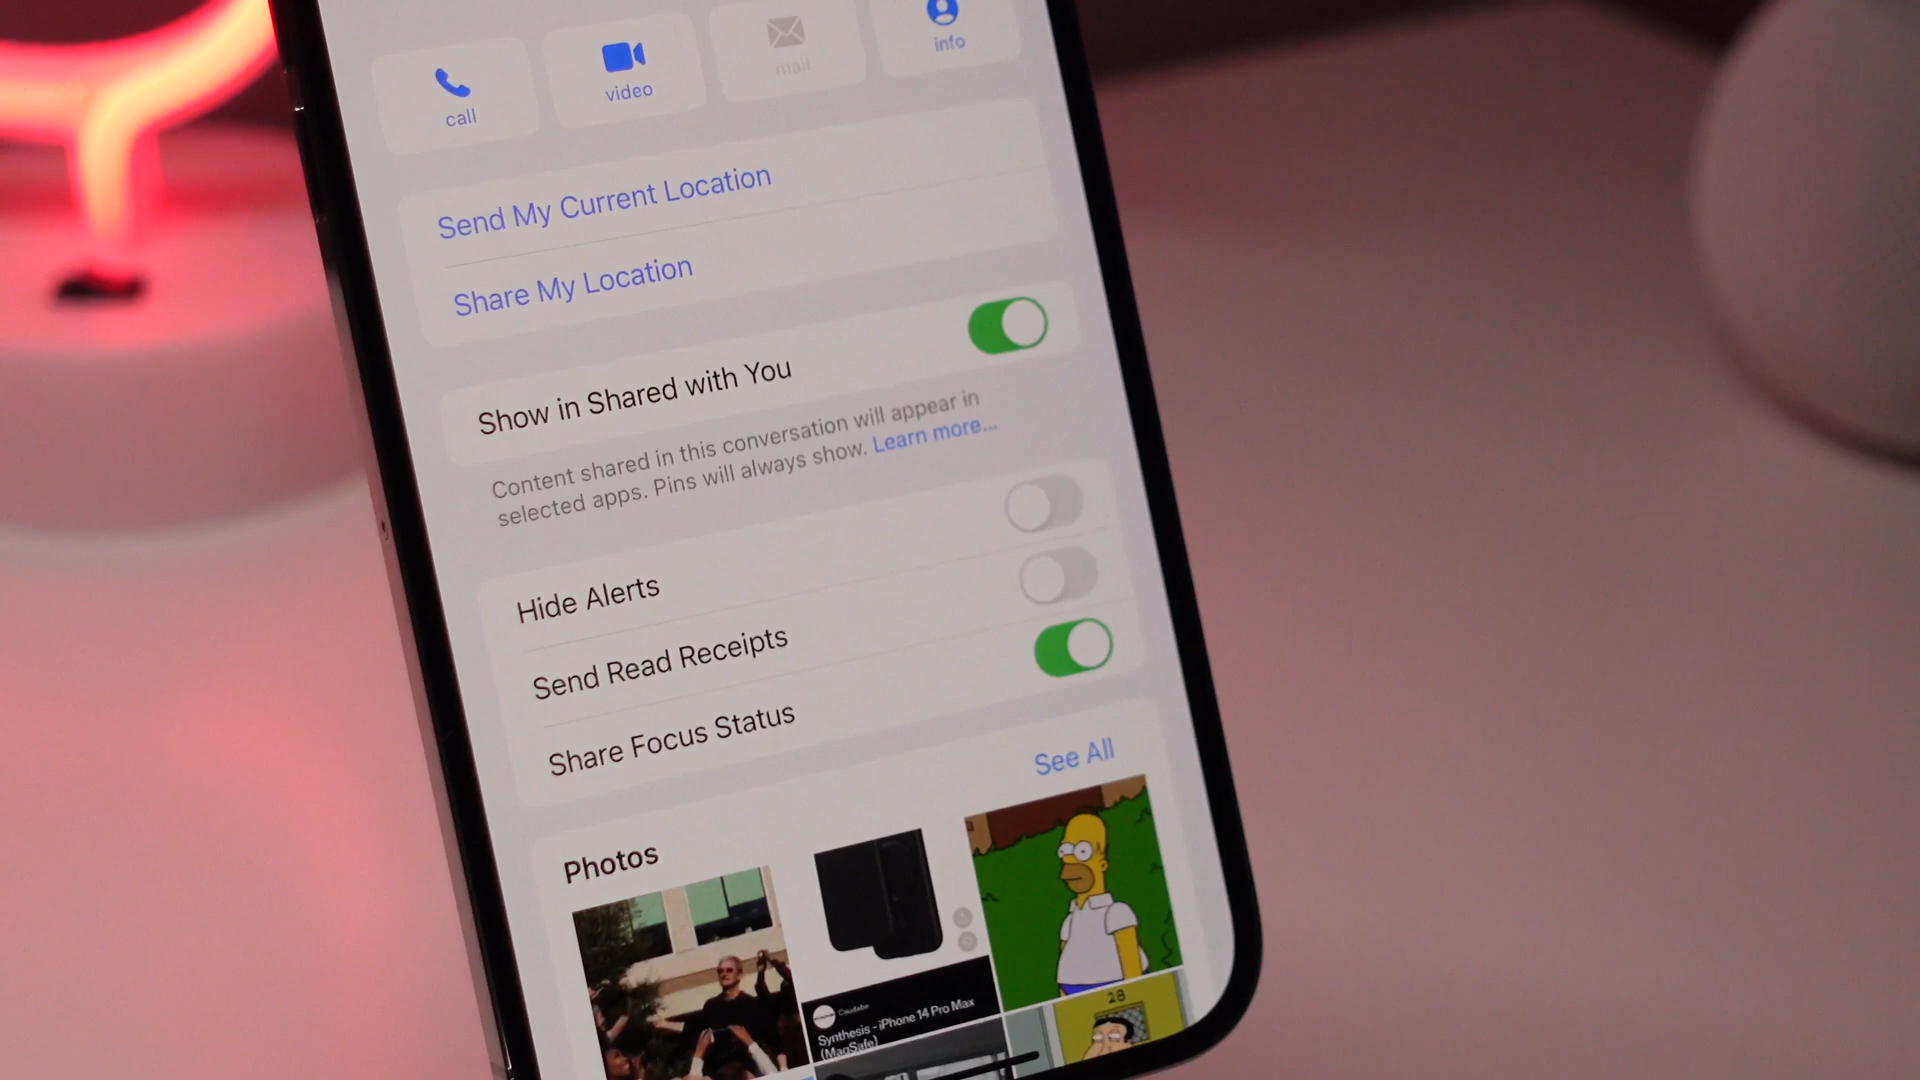 call
video
mail
info
Send My Current Location
Share My Location
Show in Shared with You
Content shared in this conversation will appear in
selected apps. Pins will always show. Learn more...
Hide Alerts
Send Read Receipts
Share Focus Status
Photos
See All
Caudabe
Synthesis - iPhone 14 Pro Max
(MagSafe)
28